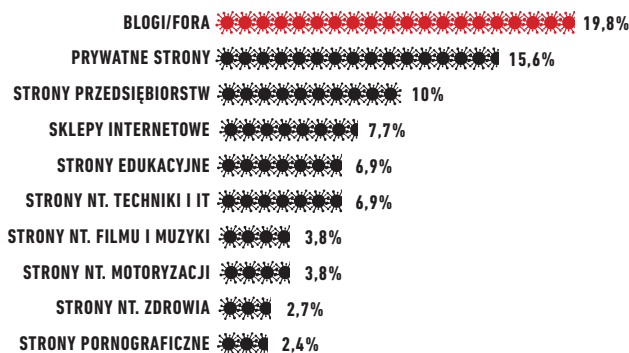 BLOGI/FORA 19,8%
PRYWATNE STRONY 15,6%
STRONY PRZEDSIĘBIORSTW 10%
SKLEPY INTERNETOWE 7,7%
STRONY EDUKACYJNE 6,9%
STRONY NT. TECHNIKI I IT 6,9%
STRONY NT. FILMU I MUZYKI 3,8%
STRONY NT. MOTORYZACJI 3,8%
STRONY NT. ZDROWIA 2,7%
STRONY PORNOGRAFICZNE 2,4%